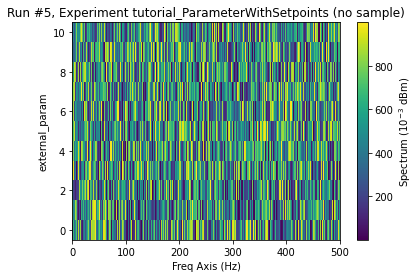 Run #5, Experiment tutorial_ParameterWithSetpoints (no sample)
10
8
6
4
2
0
external_param
0 100 200 300 400 500
Freq Axis (Hz)
800
600
400
200
Spectrum (10⁻³ dBm)